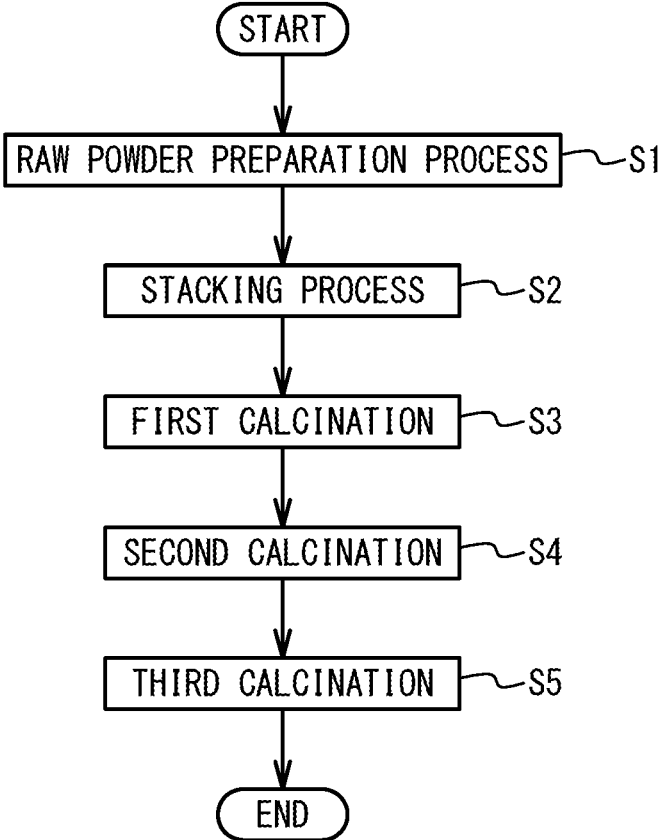 START
RAW POWDER PREPARATION PROCESS S1
STACKING PROCESS S2
FIRST CALCINATION S3
SECOND CALCINATION S4
THIRD CALCINATION S5
END